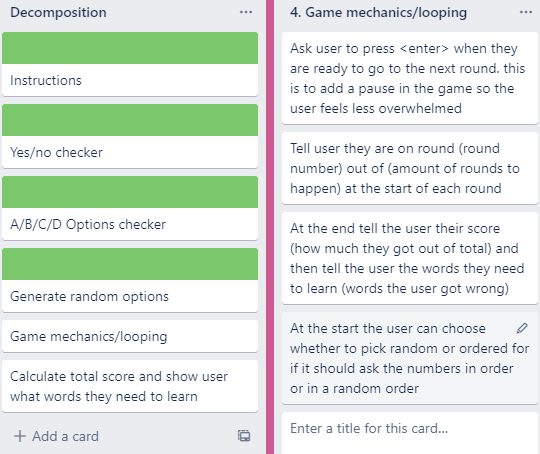 Decomposition
Instructions
Yes/no checker
A/B/C/D Options checker
Generate random options
Game mechanics/looping
Calculate total score and show user
what words they need to learn
Add a card
4. Game mechanics/looping
Ask user to press <enter> when they
are ready to go to the next round. this
is to add a pause in the game so the
user feels less overwhelmed
Tell user they are on round (round
number) out of (amount of rounds to
happen) at the start of each round
At the end tell the user their score
(how much they got out of total) and
then tell the user the words they need
to learn (words the user got wrong)
At the start the user can choose
whether to pick random or ordered for
if it should ask the numbers in order
or in a random order
Enter a title for this card...